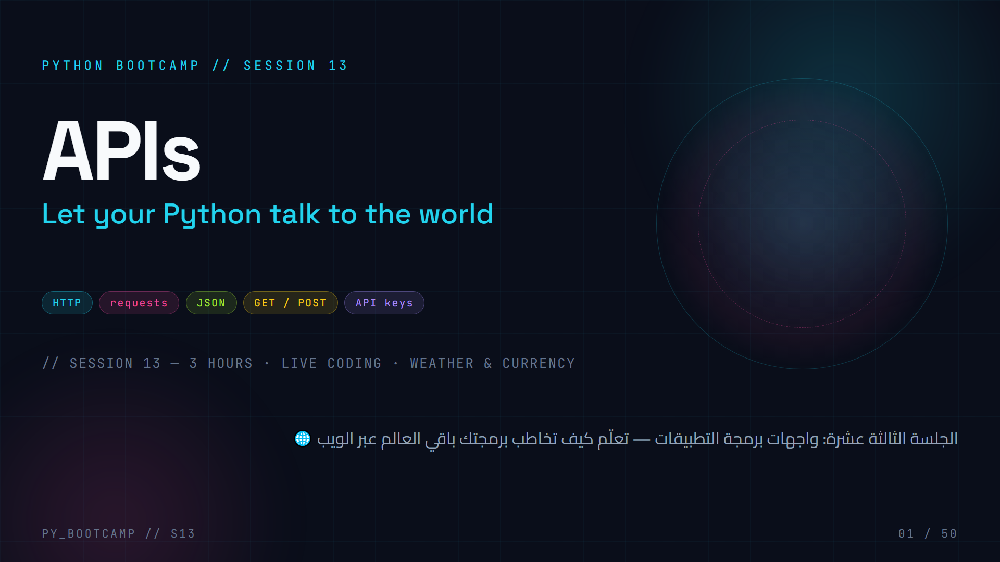 PYTHON BOOTCAMP // SESSION 13
APIs
Let your Python talk to the world
HTTP requests JSON GET / POST API keys
// SESSION 13 — 3 HOURS · LIVE CODING · WEATHER & CURRENCY
الجلسة الثالثة عشرة: واجهات برمجة التطبيقات — تعلّم كيف تخاطب برمجتك باقي العالم عبر الويب 🌐
PY_BOOTCAMP // S13
01 / 50